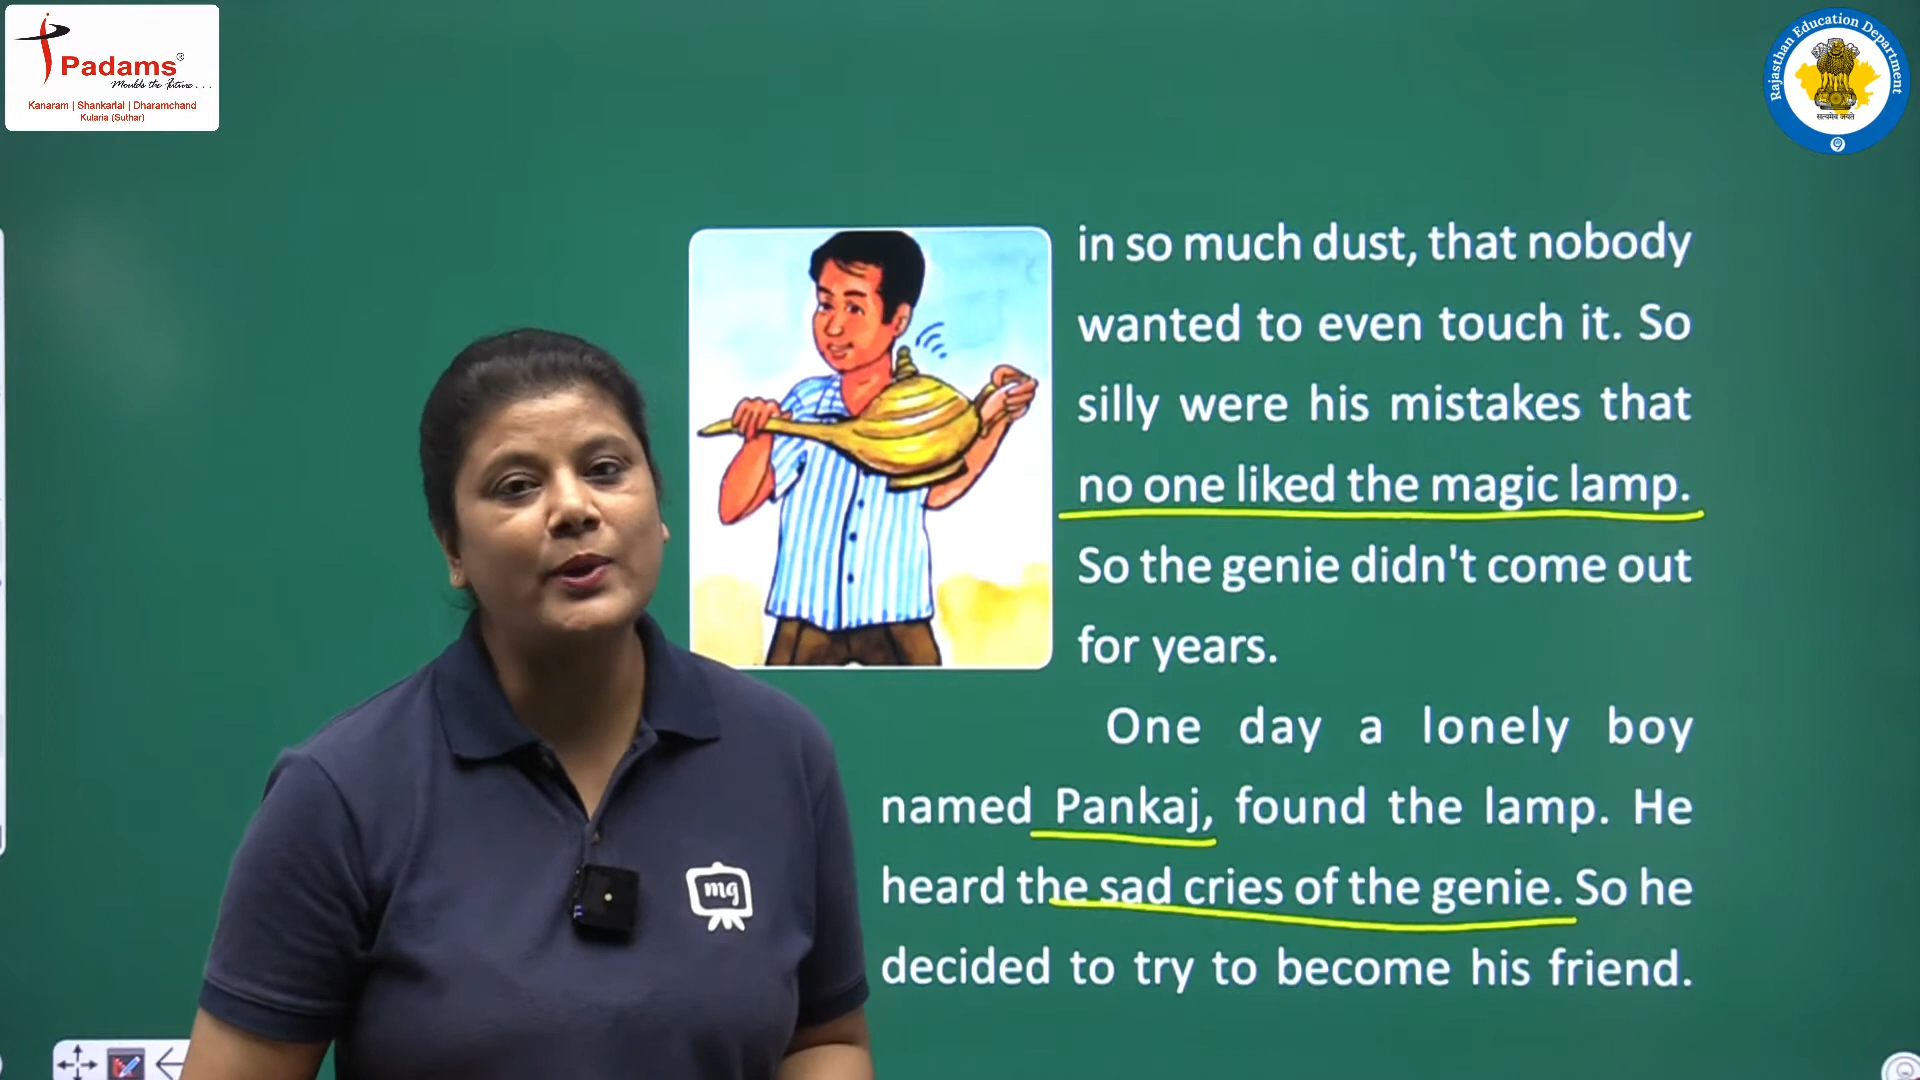 Padams®
Moulds the future . . .
Kanaram | Shankarlal | Dharamchand
Kularia (Suthar)
Rajasthan Education Department
सत्यमेव जयते
in so much dust, that nobody
wanted to even touch it. So
silly were his mistakes that
no one liked the magic lamp.
So the genie didn't come out
for years.
One day a lonely boy
named Pankaj, found the lamp. He
heard the sad cries of the genie. So he
decided to try to become his friend.
mg